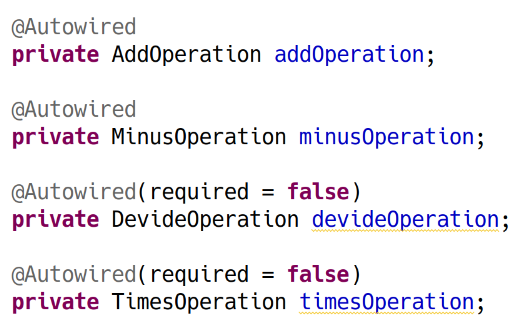 @Autowired
private AddOperation addOperation;
@Autowired
private MinusOperation minusOperation;
@Autowired(required = false)
private DevideOperation devideOperation;
@Autowired(required = false)
private TimesOperation timesOperation;